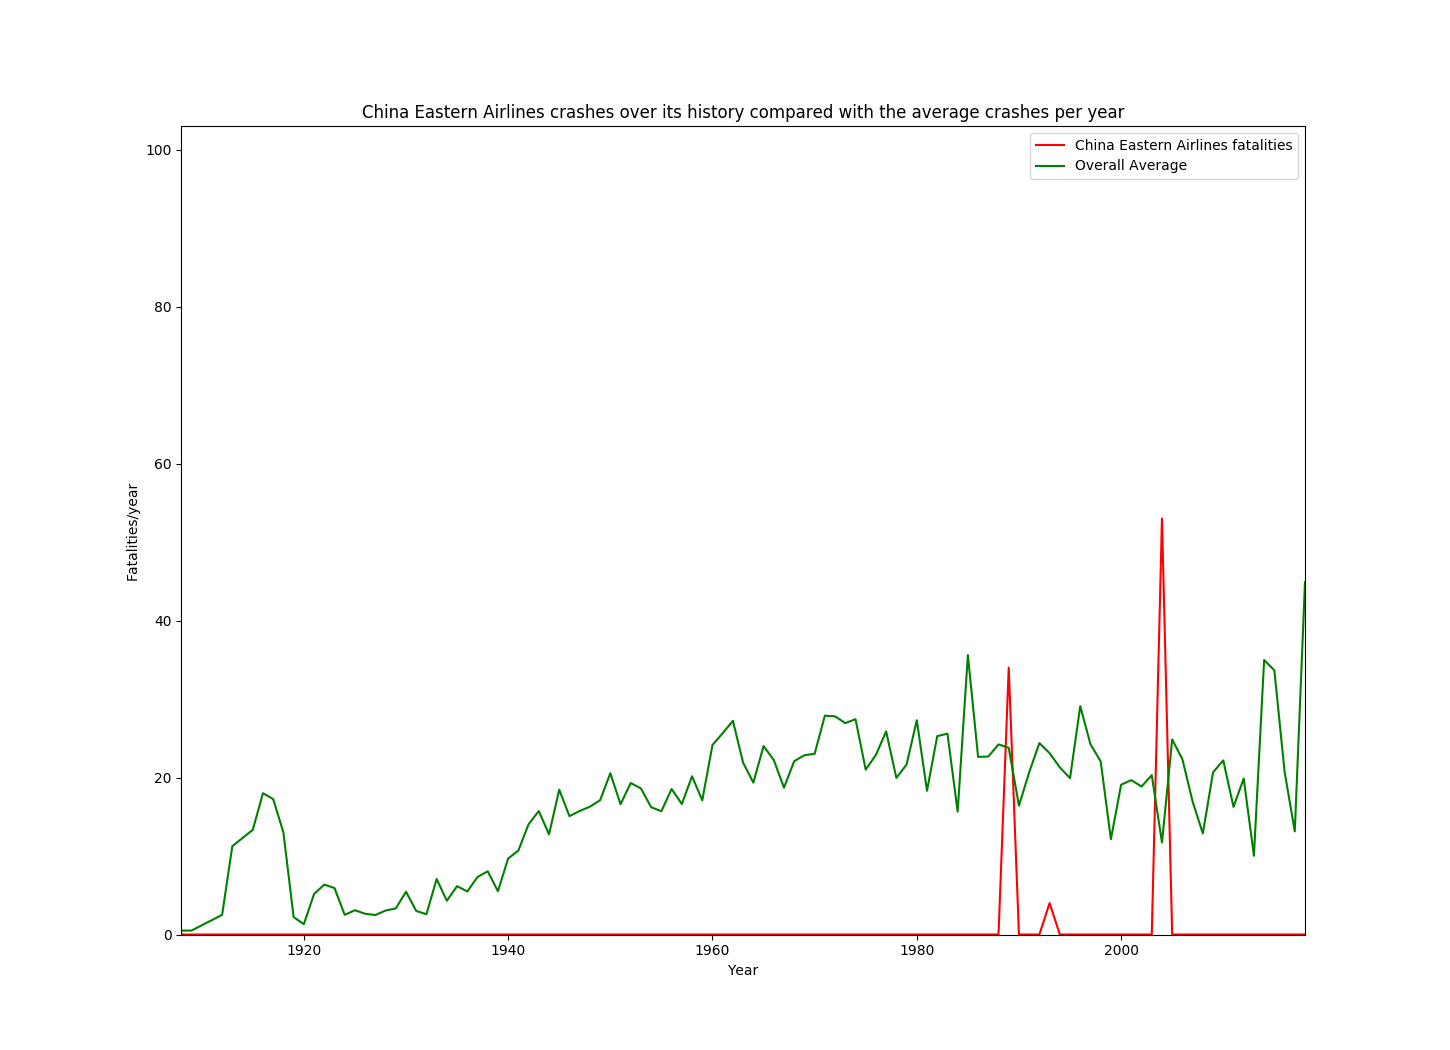 China Eastern Airlines crashes over its history compared with the average crashes per year
China Eastern Airlines fatalities
Overall Average
100
80
60
40
20
0
Fatalities/year
1920
1940
1960
1980
2000
Year